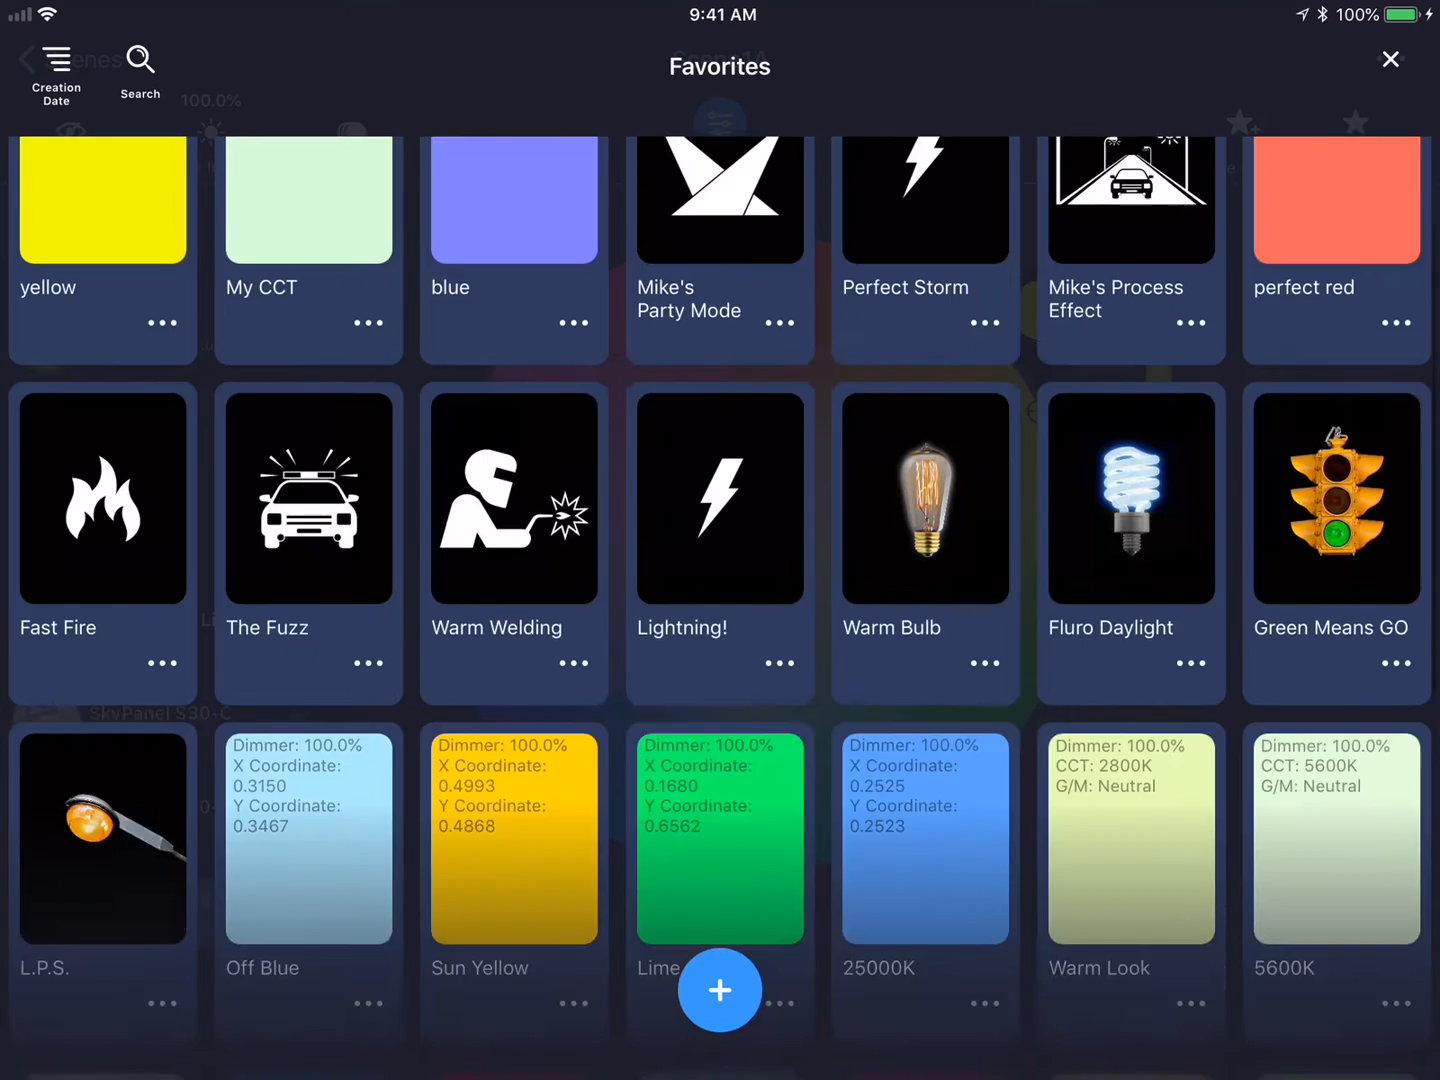 9:41 AM
100%
Creation
Date
Search
Favorites
100.0%
yellow
My CCT
blue
Mike's
Party Mode
Perfect Storm
Mike's Process
Effect
perfect red
Fast Fire
The Fuzz
Warm Welding
Lightning!
Warm Bulb
Fluro Daylight
Green Means GO
SkyPanel S30-C
Dimmer: 100.0%
X Coordinate:
0.3150
Y Coordinate:
0.3467
Dimmer: 100.0%
X Coordinate:
0.4993
Y Coordinate:
0.4868
Dimmer: 100.0%
X Coordinate:
0.1680
Y Coordinate:
0.6562
Dimmer: 100.0%
X Coordinate:
0.2525
Y Coordinate:
0.2523
Dimmer: 100.0%
CCT: 2800K
G/M: Neutral
Dimmer: 100.0%
CCT: 5600K
G/M: Neutral
L.P.S.
Off Blue
Sun Yellow
Lime
25000K
Warm Look
5600K